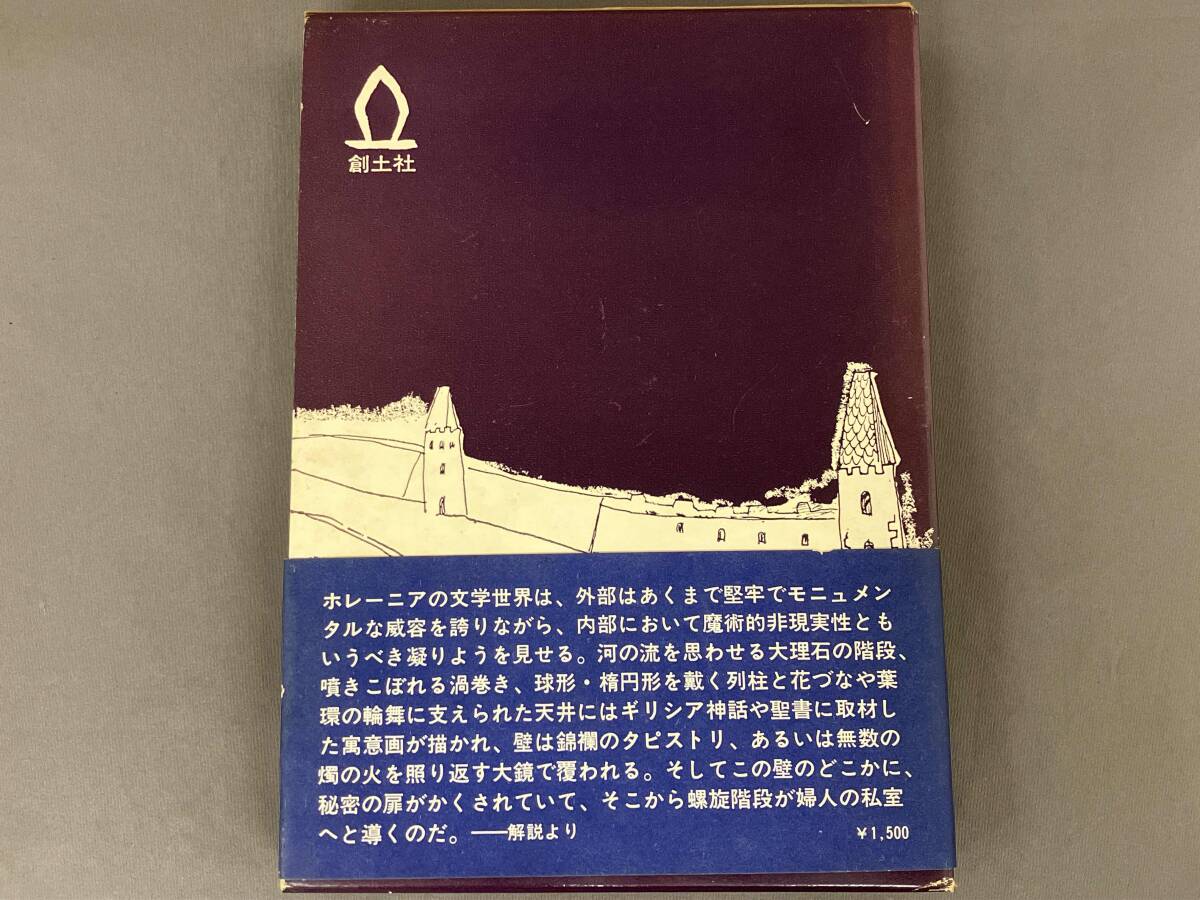 創土社
ホレーニアの文学世界は、外部はあくまで堅牢でモニュメン
タルな威容を誇りながら、内部において魔術的非現実性とも
いうべき凝りようを見せる。河の流を思わせる大理石の階段、
噴きこぼれる渦巻き、球形・楕円形を戴く列柱と花づなや葉
環の輪舞に支えられた天井にはギリシア神話や聖書に取材し
た寓意画が描かれ、壁は錦襴のタピストリ、あるいは無数の
燭の火を照り返す大鏡で覆われる。そしてこの壁のどこかに、
秘密の扉がかくされていて、そこから螺旋階段が婦人の私室
へと導くのだ。――解説より ¥1,500